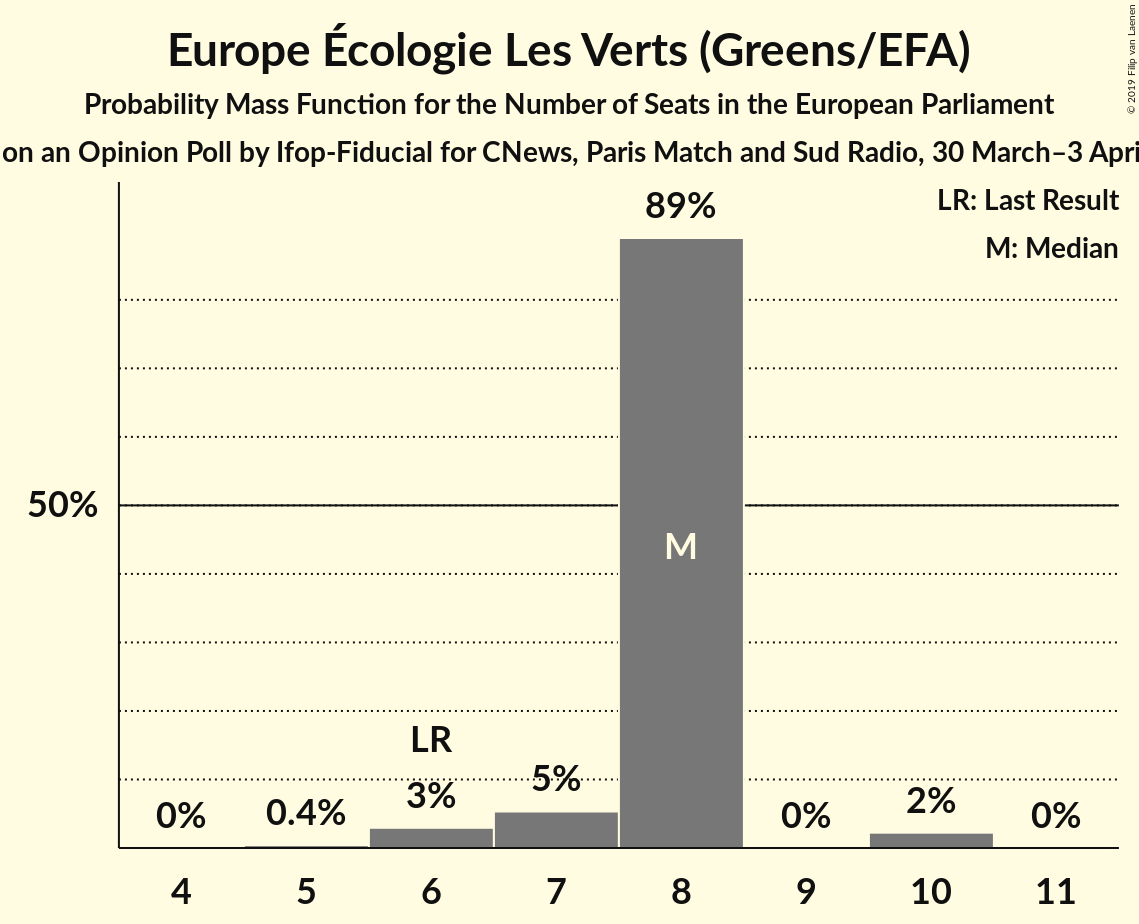 Europe Écologie Les Verts (Greens/EFA)
Probability Mass Function for the Number of Seats in the European Parliament
on an Opinion Poll by Ifop-Fiducial for CNews, Paris Match and Sud Radio, 30 March–3 Apri
© 2019 Filip van Laenen
LR: Last Result
M: Median
89%
50%
M
LR
0%
0.4%
3%
5%
0%
2%
0%
4 5 6 7 8 9 10 11